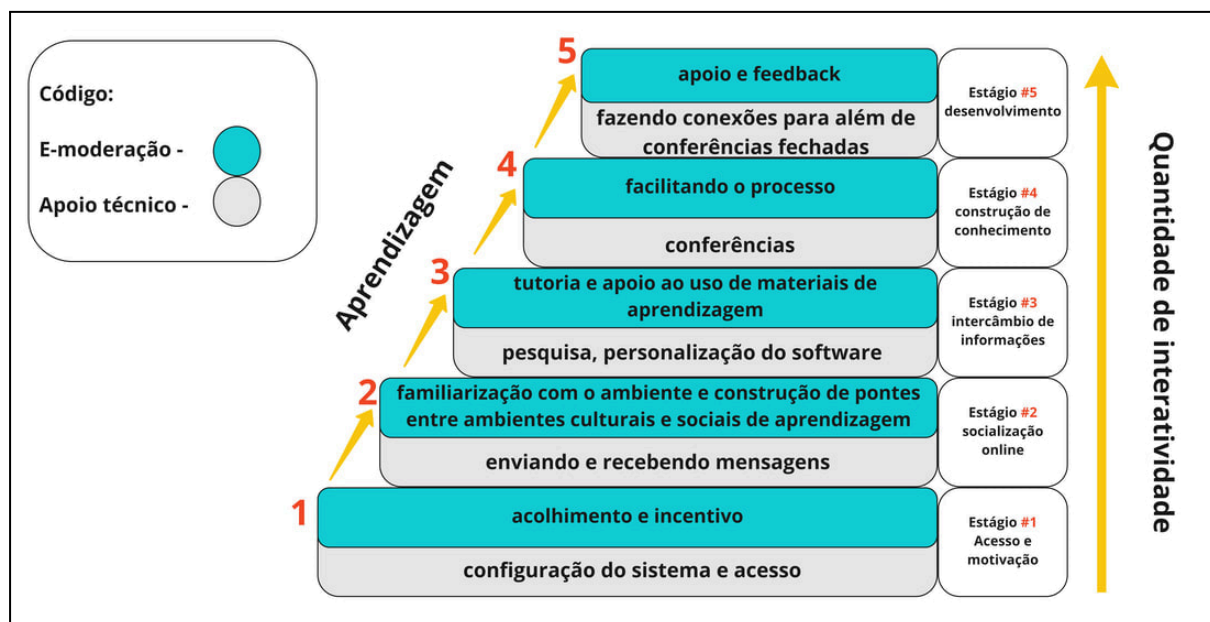 Código:
E-moderação -
Apoio técnico -
Aprendizagem
5
apoio e feedback
fazendo conexões para além de
conferências fechadas
Estágio #5
desenvolvimento
4
facilitando o processo
conferências
Estágio #4
construção de
conhecimento
3
tutoria e apoio ao uso de materiais de
aprendizagem
pesquisa, personalização do software
Estágio #3
intercâmbio de
informações
2
familiarização com o ambiente e construção de pontes
entre ambientes culturais e sociais de aprendizagem
enviando e recebendo mensagens
Estágio #2
socialização
online
1
acolhimento e incentivo
configuração do sistema e acesso
Estágio #1
Acesso e
motivação
Quantidade de interatividade